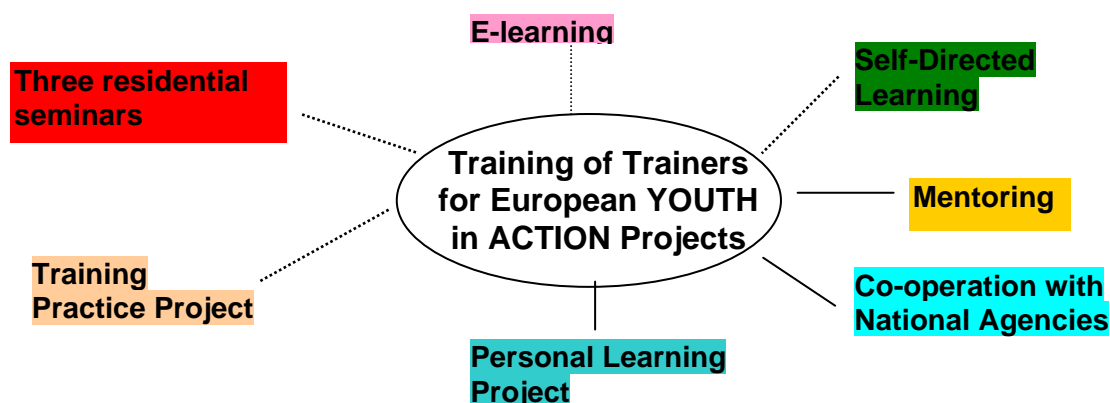 E-learning
Three residential
seminars
Self-Directed
Learning
Training of Trainers
for European YOUTH
in ACTION Projects
Mentoring
Training
Practice Project
Co-operation with
National Agencies
Personal Learning
Project